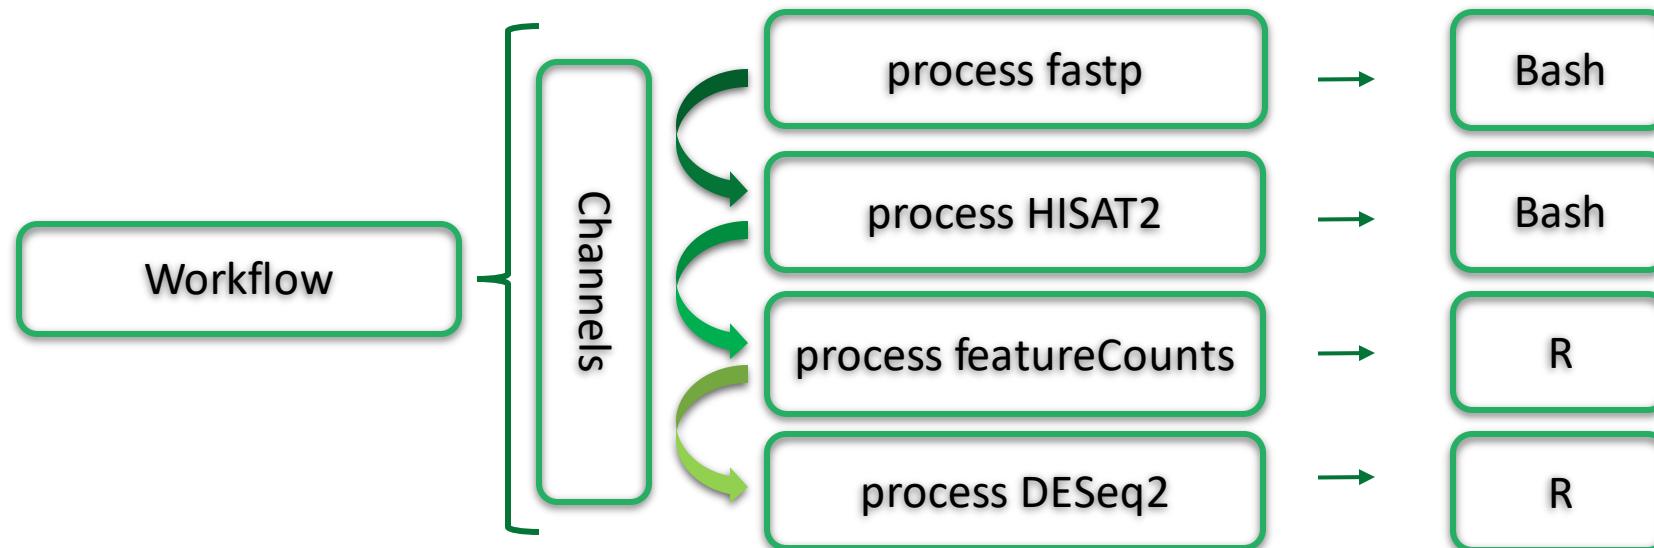 Workflow
Channels
process fastp
Bash
process HISAT2
Bash
process featureCounts
R
process DESeq2
R